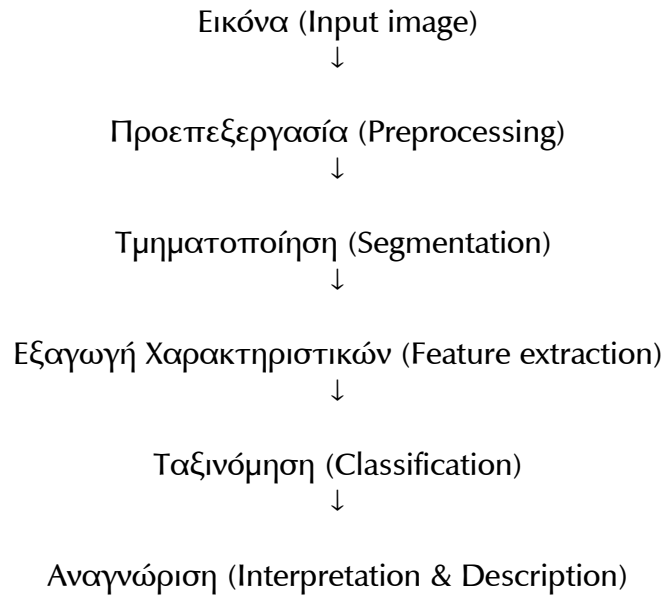 Εικόνα (Input image)
↓
Προεπεξεργασία (Preprocessing)
↓
Τμηματοποίηση (Segmentation)
↓
Εξαγωγή Χαρακτηριστικών (Feature extraction)
↓
Ταξινόμηση (Classification)
↓
Αναγνώριση (Interpretation & Description)